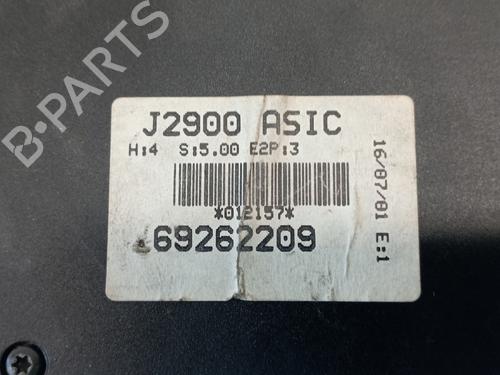 J2900 ASIC
H:4 S:5.00 E2P:3
*012157*
69262209
16/07/01 E:1
B-PARTS